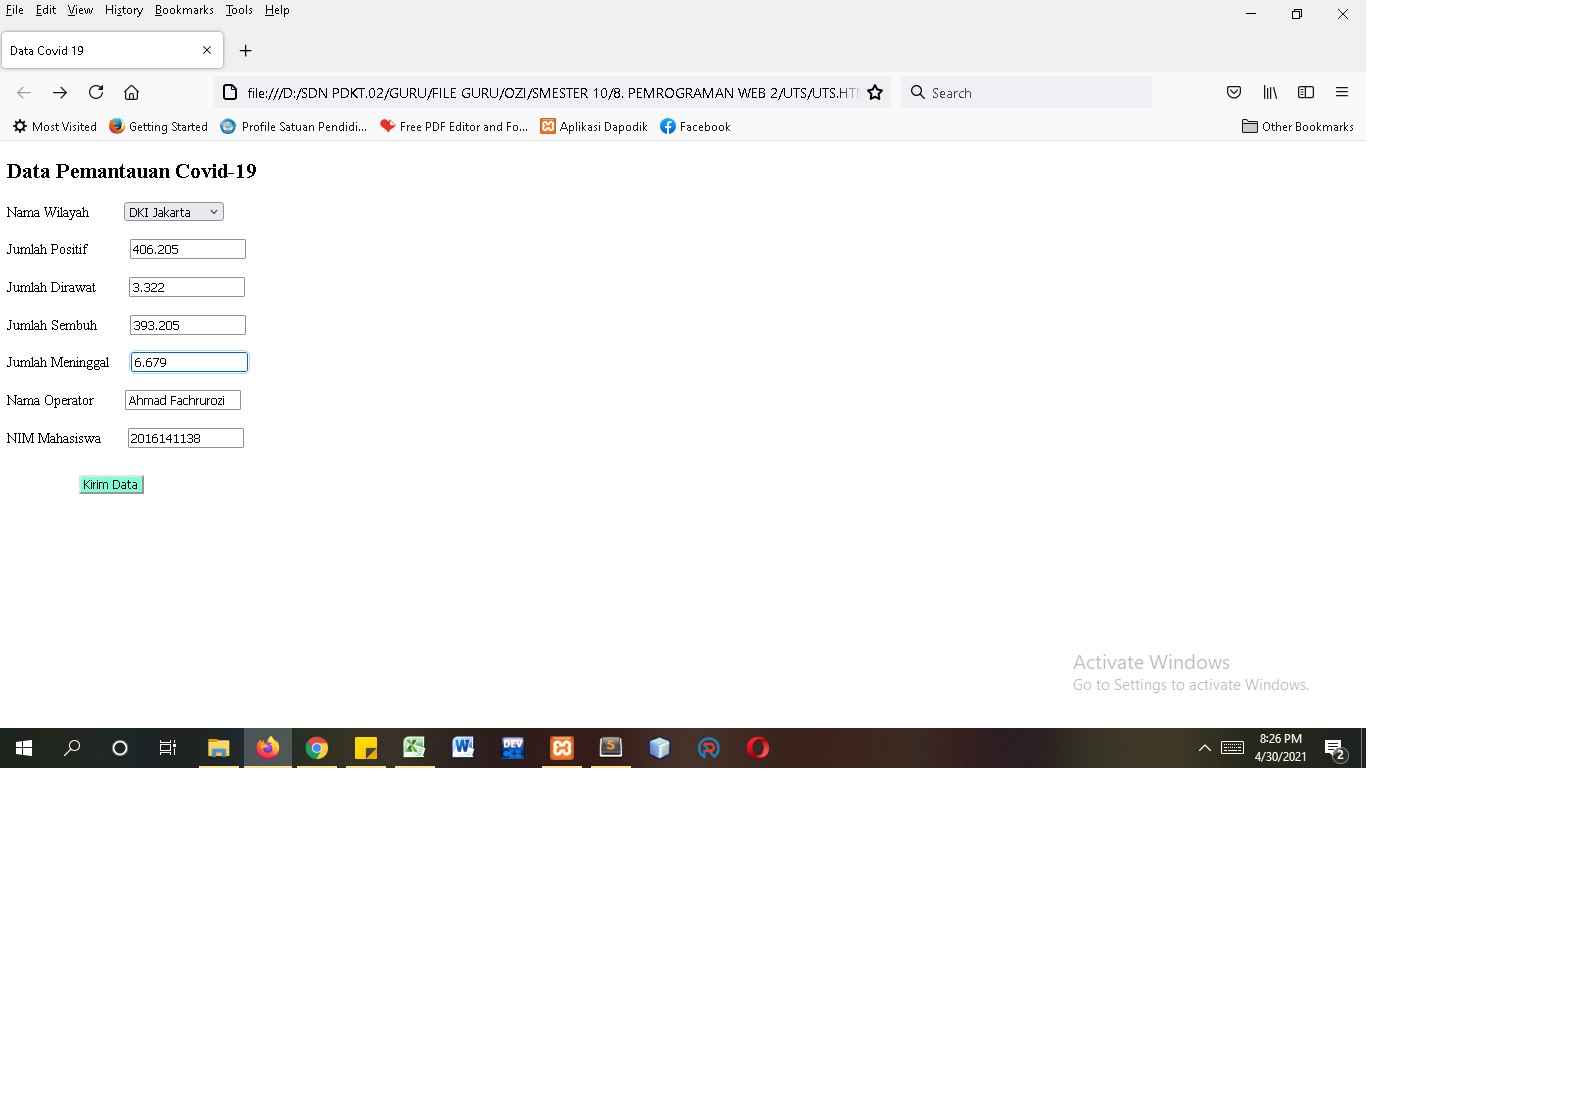 File Edit View History Bookmarks Tools Help
Data Covid 19
file:///D:/SDN PDKT.02/GURU/FILE GURU/OZI/SMESTER 10/8. PEMROGRAMAN WEB 2/UTS/UTS.HTM
Search
Most Visited Getting Started Profile Satuan Pendidi... Free PDF Editor and Fo... Aplikasi Dapodik Facebook Other Bookmarks
Data Pemantauan Covid-19
Nama Wilayah DKI Jakarta
Jumlah Positif 406.205
Jumlah Dirawat 3.322
Jumlah Sembuh 393.205
Jumlah Meninggal 6.679
Nama Operator Ahmad Fachrurozi
NIM Mahasiswa 2016141138
Kirim Data
Activate Windows
Go to Settings to activate Windows.
DEV
8:26 PM
4/30/2021
2